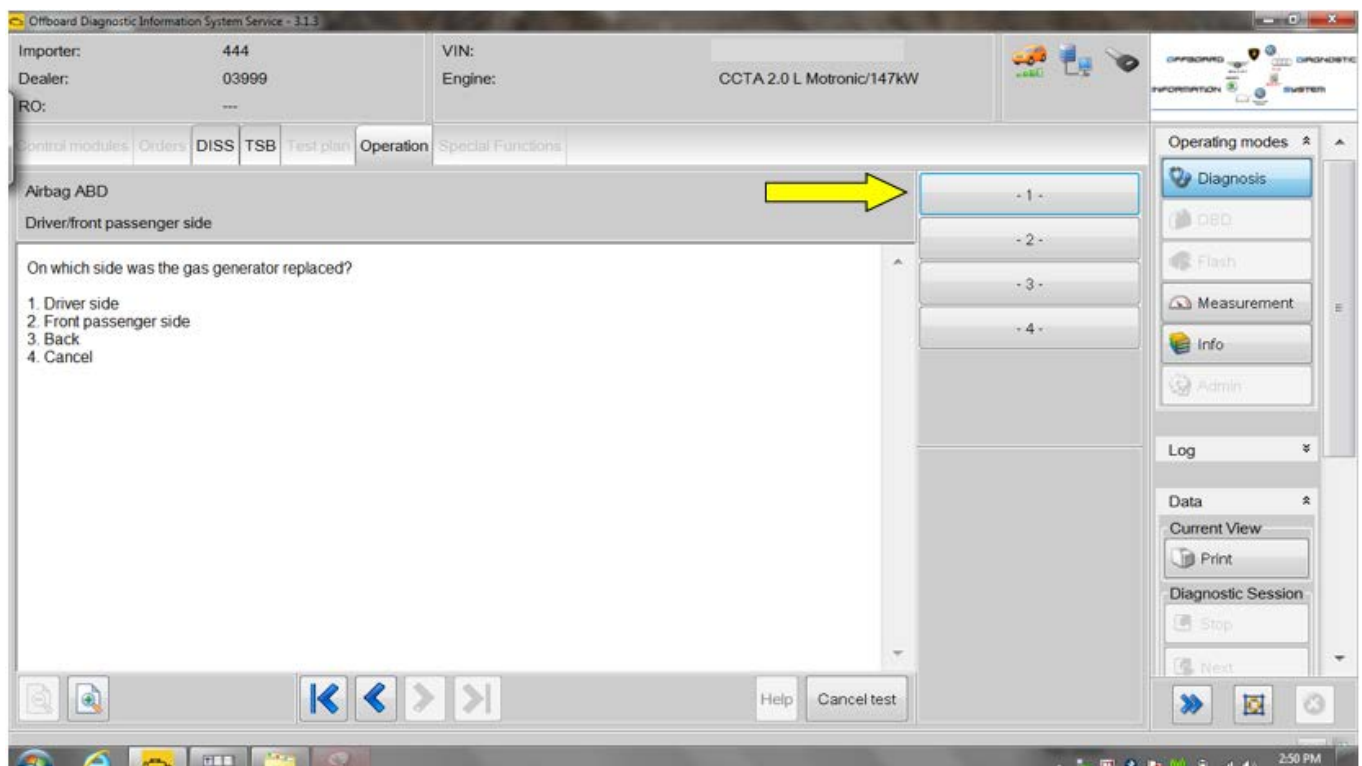 Offboard Diagnostic Information System Service - 3.1.3
Importer: 444 VIN:
Dealer: 03999 Engine: CCTA 2.0 L Motronic/147kW
RO: ---
OFFBOARD DIAGNOSTIC
INFORMATION SYSTEM
Control modules Orders DISS TSB Test plan Operation Special Functions
Airbag ABD
Driver/front passenger side
On which side was the gas generator replaced?
1. Driver side
2. Front passenger side
3. Back
4. Cancel
- 1 -
- 2 -
- 3 -
- 4 -
Help Cancel test
Operating modes
Diagnosis
OBD
Flash
Measurement
Info
Admin
Log
Data
Current View
Print
Diagnostic Session
Stop
Next
2:50 PM